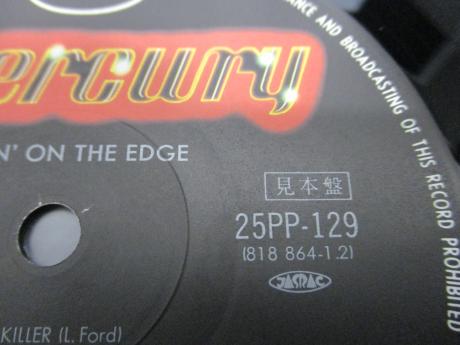 ercury
N' ON THE EDGE
見本盤
25PP-129
(818 864-1.2)
JASRAC
KILLER (L. Ford)
ANCE AND BROADCASTING OF THIS RECORD PROHIBITED